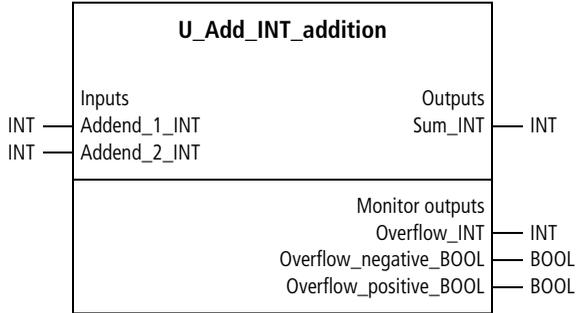 U_Add_INT_addition
Inputs Outputs
INT Addend_1_INT Sum_INT INT
INT Addend_2_INT
Monitor outputs
Overflow_INT INT
Overflow_negative_BOOL BOOL
Overflow_positive_BOOL BOOL